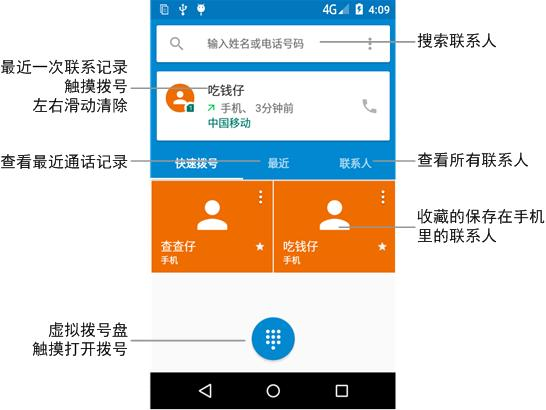 4G 4:09
输入姓名或电话号码
搜索联系人
最近一次联系记录
触摸拨号
左右滑动清除
吃钱仔
手机、3分钟前
中国移动
1
查看最近通话记录
快速拨号
最近
联系人
查看所有联系人
查查仔
手机
吃钱仔
手机
收藏的保存在手机
里的联系人
虚拟拨号盘
触摸打开拨号